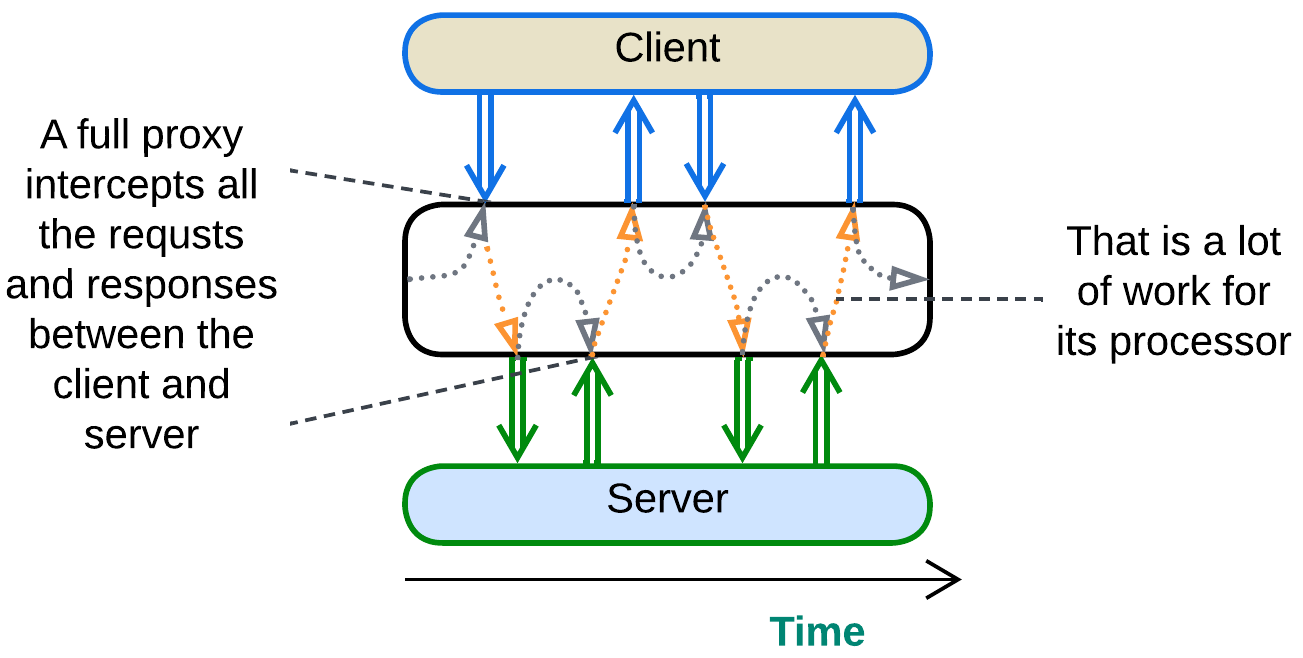 Client
A full proxy
intercepts all
the requsts
and responses
between the
client and
server
That is a lot
of work for
its processor
Server
Time